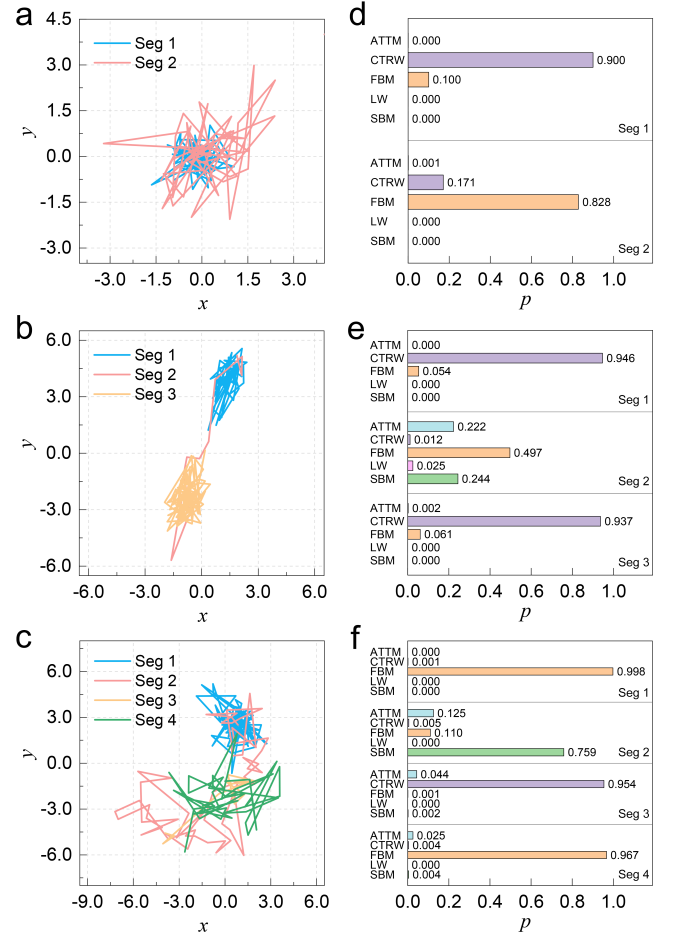 a
4.5
3.0
1.5
0.0
-1.5
-3.0
y
Seg 1
Seg 2
-3.0 -1.5 0.0 1.5 3.0
x
d
ATTM 0.000
CTRW 0.900
FBM 0.100
LW 0.000
SBM 0.000
Seg 1
ATTM 0.001
CTRW 0.171
FBM 0.828
LW 0.000
SBM 0.000
Seg 2
0.0 0.2 0.4 0.6 0.8 1.0
p
b
6.0
3.0
0.0
-3.0
-6.0
y
Seg 1
Seg 2
Seg 3
-6.0 -3.0 0.0 3.0 6.0
x
e
ATTM 0.000
CTRW 0.946
FBM 0.054
LW 0.000
SBM 0.000
Seg 1
ATTM 0.222
CTRW 0.012
FBM 0.497
LW 0.025
SBM 0.244
Seg 2
ATTM 0.002
CTRW 0.937
FBM 0.061
LW 0.000
SBM 0.000
Seg 3
0.0 0.2 0.4 0.6 0.8 1.0
p
c
6.0
3.0
0.0
-3.0
-6.0
y
Seg 1
Seg 2
Seg 3
Seg 4
-9.0 -6.0 -3.0 0.0 3.0 6.0
x
f
ATTM 0.000
CTRW 0.001
FBM 0.998
LW 0.000
SBM 0.000
Seg 1
ATTM 0.125
CTRW 0.005
FBM 0.110
LW 0.000
SBM 0.759
Seg 2
ATTM 0.044
CTRW 0.954
FBM 0.001
LW 0.000
SBM 0.002
Seg 3
ATTM 0.025
CTRW 0.004
FBM 0.967
LW 0.000
SBM 0.004
Seg 4
0.0 0.2 0.4 0.6 0.8 1.0
p